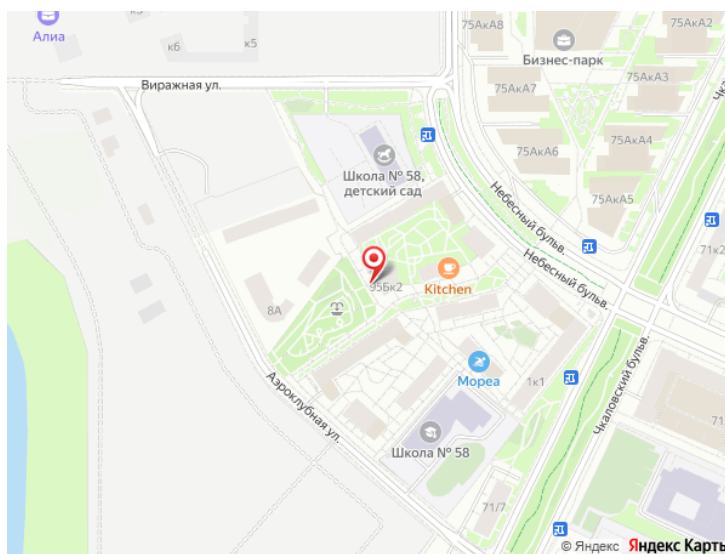 Алиа
к6
к5
Виражная ул.
75АкА8
Бизнес-парк
75АкА7
75АкА3
75АкА4
75АкА6
75АкА5
Школа № 58,
детский сад
Небесный бульв.
Небесный бульв.
71к2
95Бк2
Kitchen
8А
Мореа
1к1
Чкаловский бульв.
Аэроклубная ул.
Школа № 58
71/7
© Яндекс Яндекс Карты